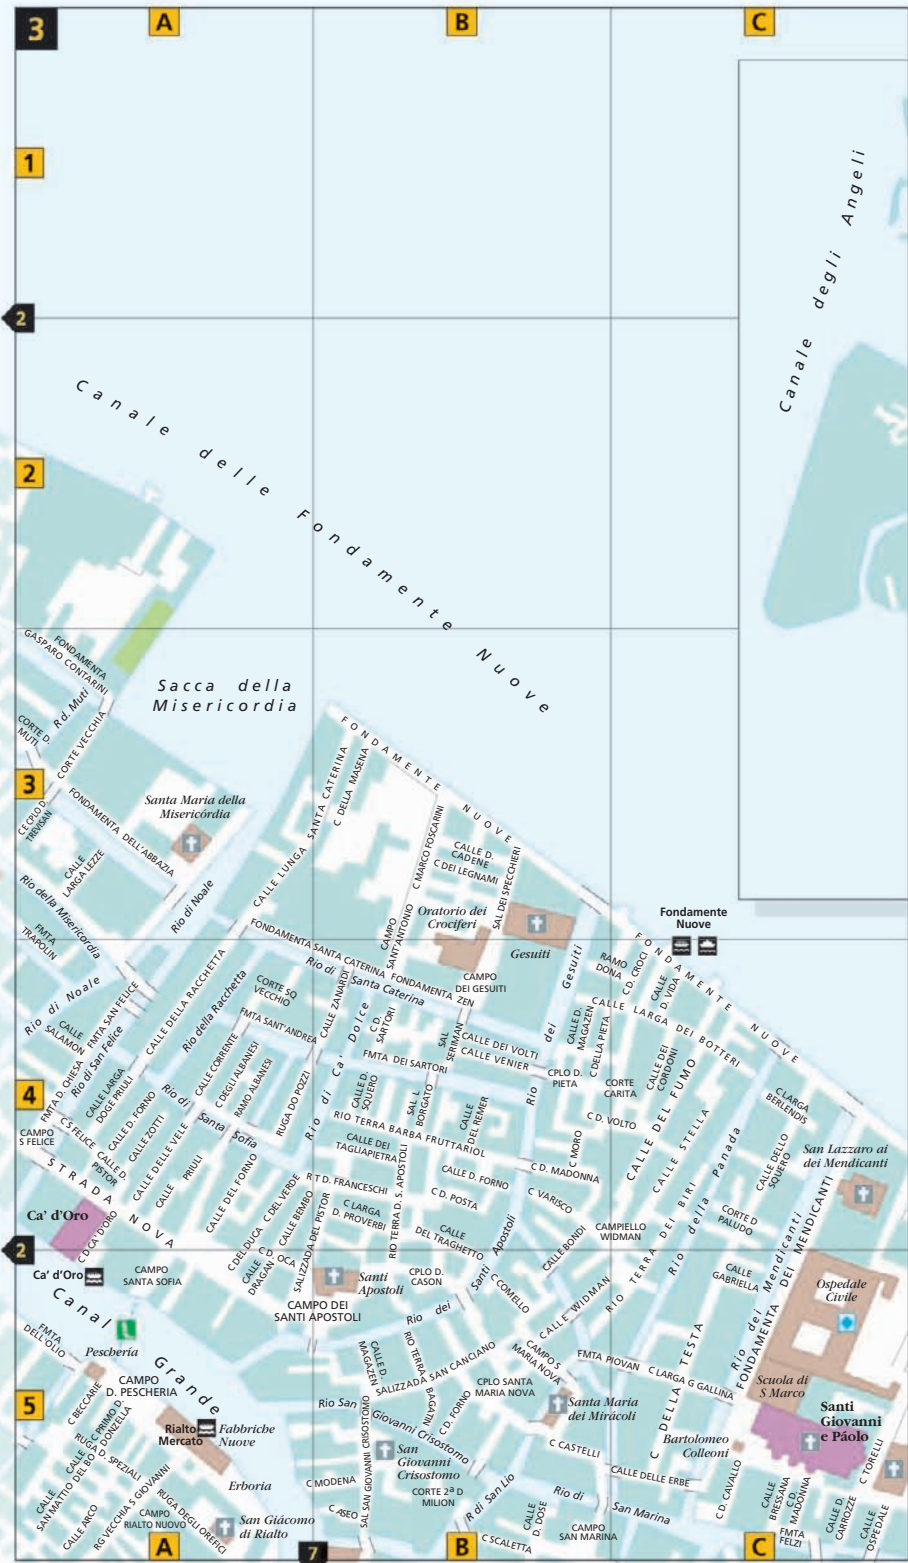 3
A
B
C
1
Canale degli Angeli
2
Canale delle Fondamente Nuove
2
FONDAMENTA
GASPARO CONTARINI
R d. Muti
Sacca della
Misericordia
CORTE D.
MUTI
CORTE VECCHIA
3
CE CPLO D.
TREVISAN
FONDAMENTA DELL'ABBAZIA
Santa Maria della
Misericórdia
CALLE
LARGA LEZZE
Rio della Misericordia
Rio di Noale
FMTA
TRAPOLIN
CALLE LUNGA SANTA CATERINA
C DELLA MASENA
FONDAMENTE NUOVE
C MARCO FOSCARINI
CALLE D.
CADENE
C DEI LEGNAMI
SAL DEI SPECCHIERI
Oratorio dei
Crociferi
CAMPO
SANT'ANTONIO
Gesuiti
Fondamente
Nuove
FONDAMENTE NUOVE
FONDAMENTA SANTA CATERINA
FONDAMENTA ZEN
Rio di
Santa Caterina
CAMPO
DEI GESUITI
RAMO
DONA
C D. CROCI
CALLE
D. VIDA
Rio di Noale
CALLE
SALAMON
FMTA SAN FELICE
Rio di San Felice
CALLE DELLA RACCHETTA
Rio della Racchetta
CORTE SQ
VECCHIO
CALLE ZANARDI
FMTA SANT'ANDREA
Rio di Ca' Dolce
C D.
SARTORI
SAL
SERIMAN
CALLE DEI VOLTI
CALLE VENIER
FMTA DEI SARTORI
Rio dei Gesuiti
CALLE D.
MAGAZEN
C DELLA PIETA
CALLE LARGA DEI BOTTERI
CALLE DEI
CORDONI
4
FMTA D. CHIESA
CALLE LARGA
DOGE PRIULI
CALLE CORRENTE
C DEGLI ALBANESI
RAMO ALBANESI
RUGA DO POZZI
CALLE D.
SQUERO
SAL L
BORGATO
CALLE
DEL REMER
CPLO D.
PIETA
CORTE
CARITA
CALLE DEL FUMO
C LARGA
BERLENDIS
CAMPO
S FELICE
C S FELICE
CALLE D. FORNO
CALLE ZOTTI
Rio di
Santa Sofia
RIO TERRA BARBA FRUTTARIOL
C D. VOLTO
CALLE STELLA
CALLE D.
PISTOR
CALLE DELLE VELE
CALLE PRIULI
CALLE DEI
TAGLIAPIETRA
C MORO
CALLE DELLO
SQUERO
San Lazzaro ai
dei Mendicanti
STRADA NOVA
CALLE DEL FORNO
C DEL VERDE
R T D. FRANCESCHI
RIO TERRA D. S. APOSTOLI
CALLE D. FORNO
C D. MADONNA
Ca' d'Oro
C D CA' D'ORO
C DEL DUCA
CALLE BEMBO
SALIZZADA DEL PISTOR
C LARGA
D. PROVERBI
C D. POSTA
C VARISCO
CAMPIELLO
WIDMAN
RIO TERRA DEI BIRI
Rio della Panada
CORTE D
PALUDO
2
Ca' d'Oro
CAMPO
SANTA SOFIA
CALLE
DRAGAN
C D. OCA
CALLE
DEL TRAGHETTO
CALLE BONDI
CALLE
GABRIELLA
Rio dei Mendicanti
FONDAMENTA DEI MENDICANTI
Ospedale
Civile
Santi
Apostoli
CPLO D.
CASON
C COMELLO
CALLE WIDMAN
CAMPO DEI
SANTI APOSTOLI
Rio dei Santi Apostoli
Canal Grande
FMTA
DELL'OLIO
Pescheria
CALLE D.
MAGAZEN
RIO TERRA
BAGATIN
SALIZZADA SAN CANCIANO
CAMPO S
MARIA NOVA
FMTA PIOVAN
C LARGA G GALLINA
C DELLA TESTA
Scuola di
S Marco
5
CAMPO
D. PESCHERIA
C BECCARIE
C PRIMO D.
RUGA D DONZELLA
Rio San
Giovanni Crisostomo
C D. FORNO
CPLO SANTA
MARIA NOVA
Santa Maria
dei Mirácoli
Santi
Giovanni
e Páolo
Rialto
Mercato
Fabbriche
Nuove
San
Giovanni
Crisostomo
C CASTELLI
Bartolomeo
Colleoni
CALLE
SAN MATTIO
CALLE
DEL BO
D. SPEZIALI
Erboria
C MODENA
SAL SAN GIOVANNI CRISOSTOMO
CORTE 2ª D
MILION
R di San Lio
Rio di
San Marina
CALLE DELLE ERBE
C D. CAVALLO
CALLE
BRESSANA
C D.
MADONNA
C TORELLI
CALLE ARCO
RG VECCHIA S GIOVANNI
CAMPO
RIALTO NUOVO
RUGA DEGLI OREFICI
San Giácomo
di Rialto
C ASEO
C SCALETTA
CALLE
D. DOSE
CAMPO
SAN MARINA
FMTA
FELZI
CALLE D.
CARROZZE
CALLE
OSPEDALE
A
7
B
C